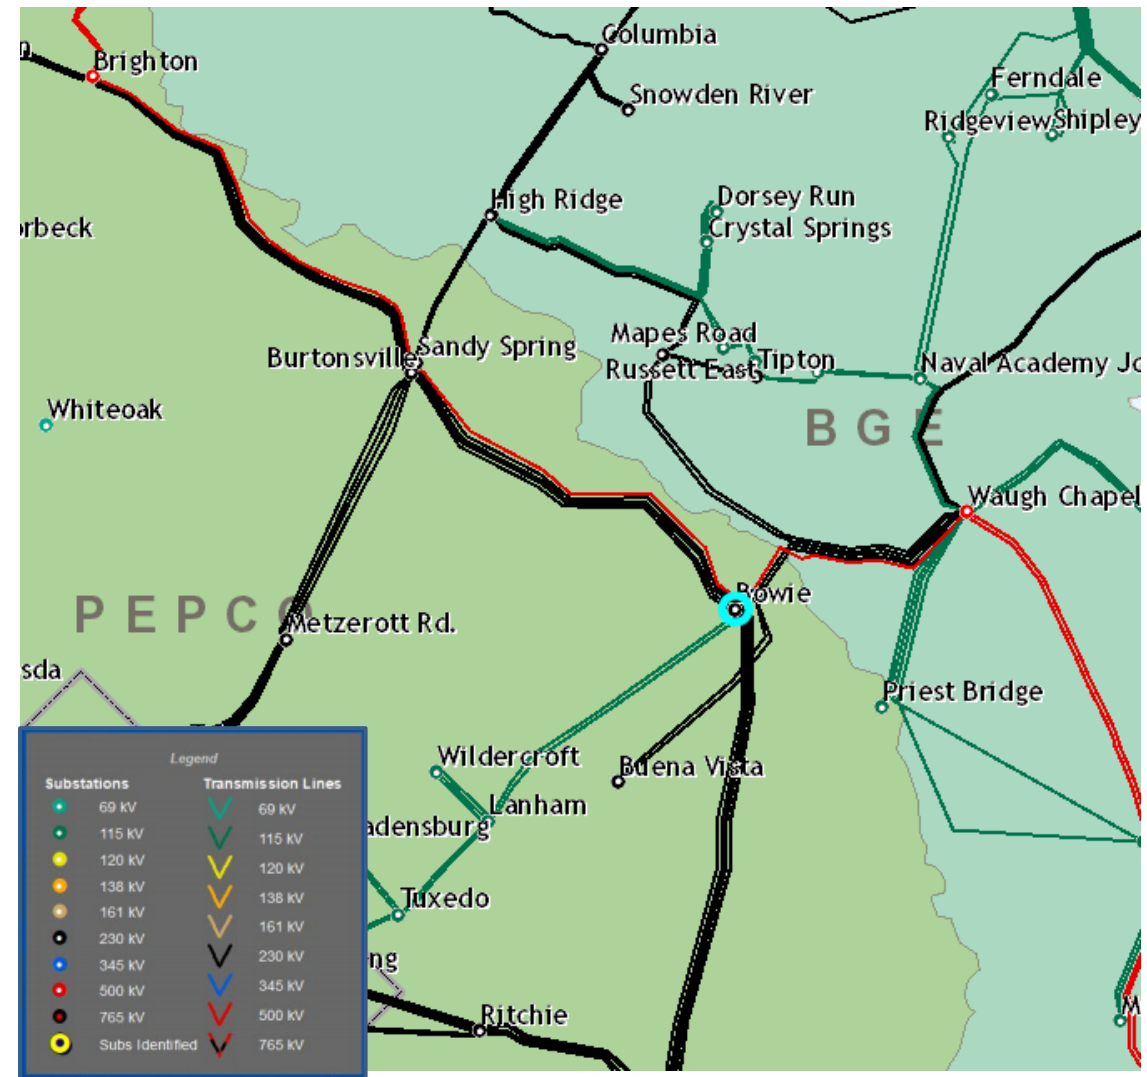 Columbia
Brighton
Snowden River
Ferndale
Ridgeview
Shipley
High Ridge
Dorsey Run
Crystal Springs
orbeck
Mapes Road
Sandy Spring
Burtonsville
Russett East
Tipton
Naval Academy Jc
Whiteoak
BGE
Waugh Chapel
Bowie
PEPCO
Metzerott Rd.
sda
Priest Bridge
Wildercroft
Buena Vista
Lanham
adensburg
Tuxedo
ng
Ritchie
M
Legend
Substations Transmission Lines
69 kV 69 kV
115 kV 115 kV
120 kV 120 kV
138 kV 138 kV
161 kV 161 kV
230 kV 230 kV
345 kV 345 kV
500 kV 500 kV
765 kV
Subs Identified 765 kV